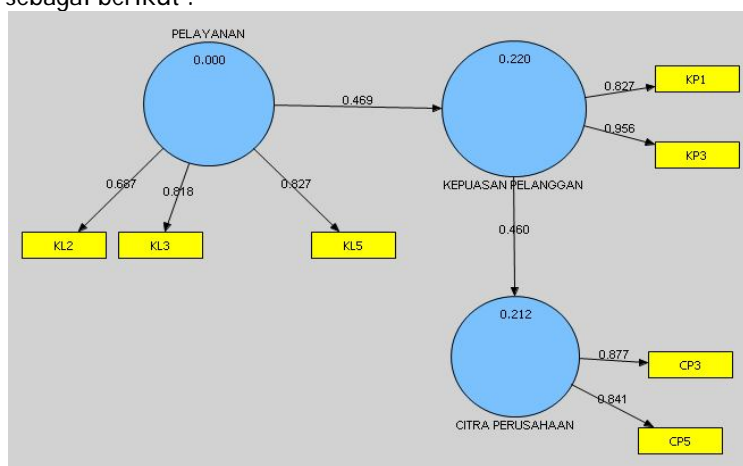 sebagai berikut :
PELAYANAN
0.000
0.469
0.220
0.827
KP1
0.956
KP3
KEPUASAN PELANGGAN
0.687
0.818
0.827
KL2
KL3
KL5
0.460
0.212
0.877
CP3
0.841
CP5
CITRA PERUSAHAAN